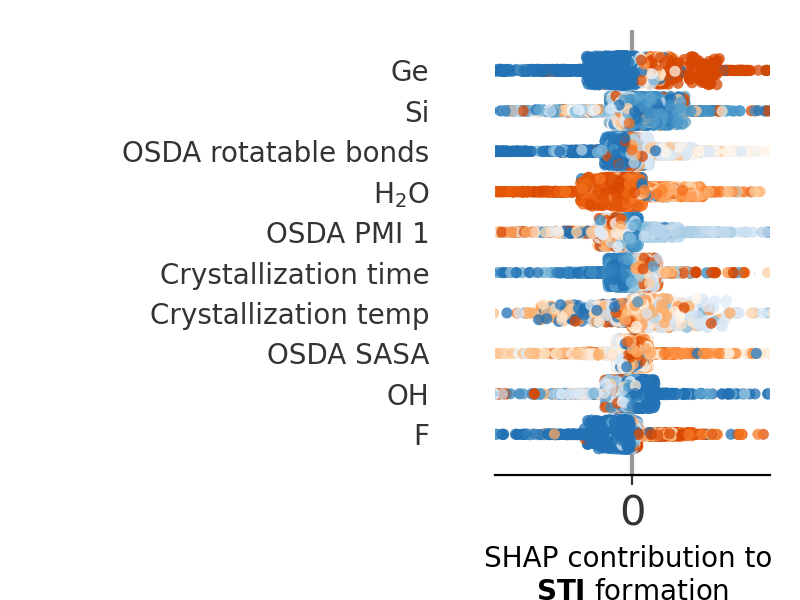 Ge
Si
OSDA rotatable bonds
H₂O
OSDA PMI 1
Crystallization time
Crystallization temp
OSDA SASA
OH
F
0
SHAP contribution to
STI formation